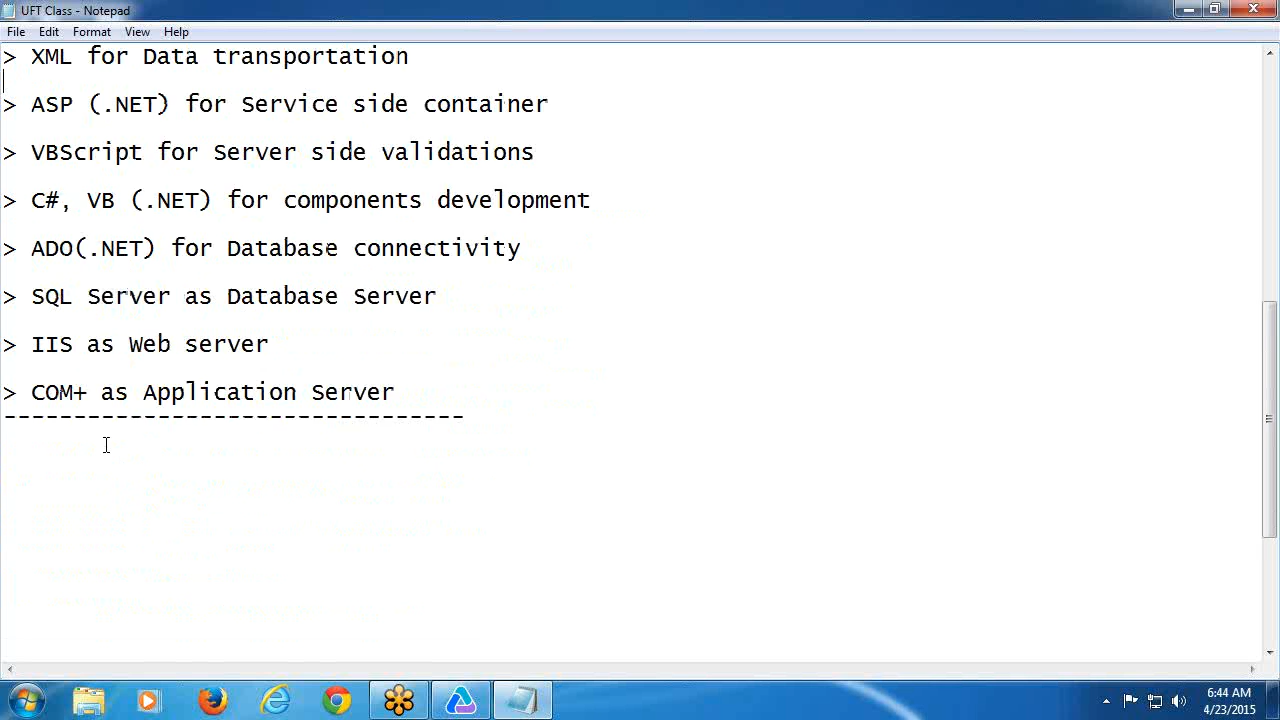 UFT Class - Notepad
File Edit Format View Help
> XML for Data transportation
> ASP (.NET) for Service side container
> VBScript for Server side validations
> C#, VB (.NET) for components development
> ADO(.NET) for Database connectivity
> SQL Server as Database Server
> IIS as Web server
> COM+ as Application Server
---------------------------------
6:44 AM
4/23/2015